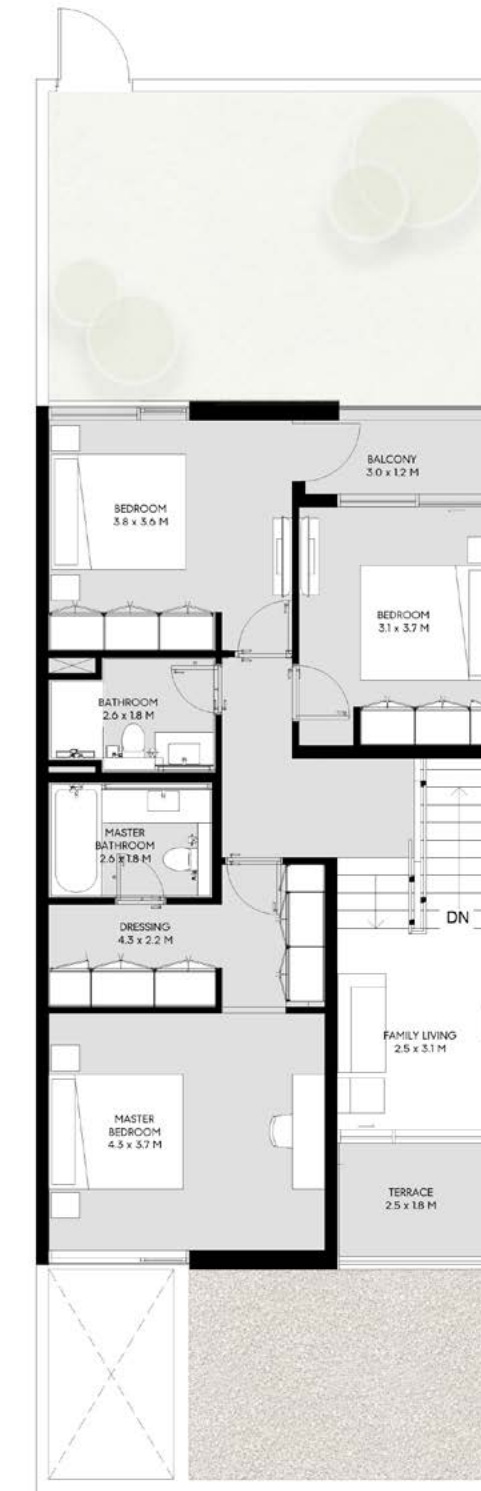 BALCONY
3.0 x 1.2 M
BEDROOM
3.8 x 3.6 M
BEDROOM
3.1 x 3.7 M
BATHROOM
2.6 x 1.8 M
MASTER
BATHROOM
2.6 x 1.8 M
DN
DRESSING
4.3 x 2.2 M
FAMILY LIVING
2.5 x 3.1 M
MASTER
BEDROOM
4.3 x 3.7 M
TERRACE
2.5 x 1.8 M